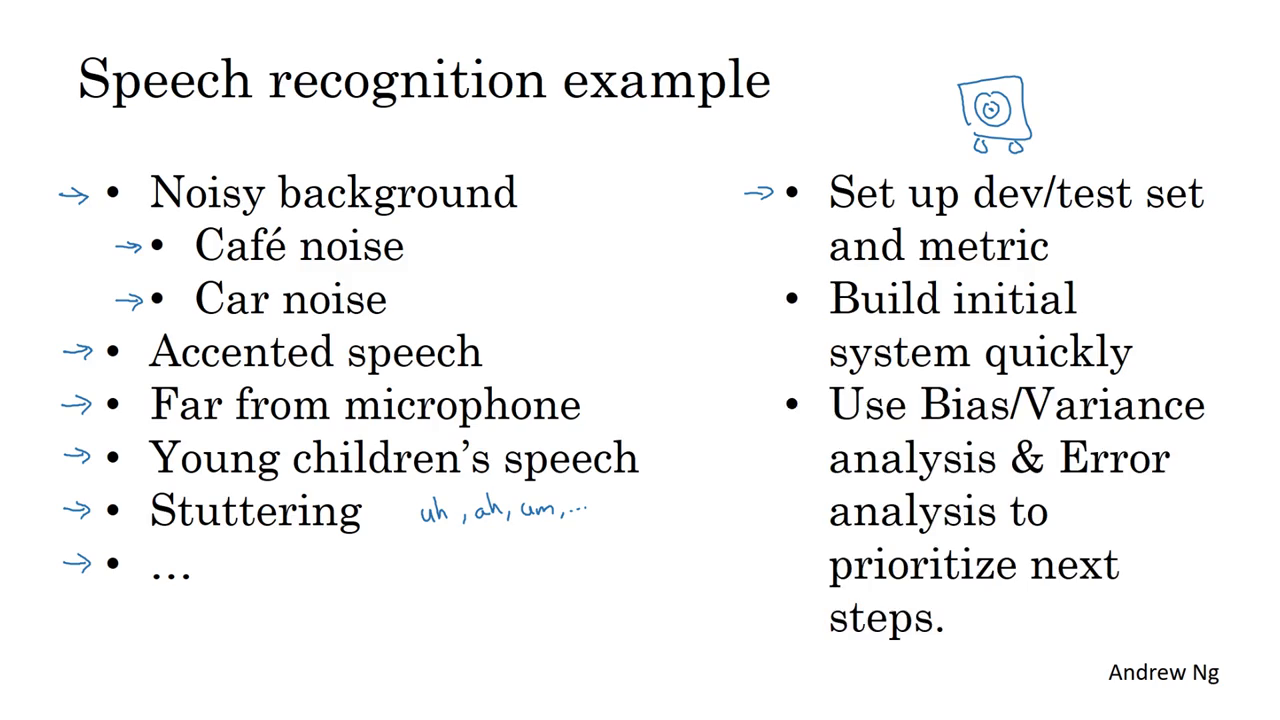 Speech recognition example
→ • Noisy background
→ • Café noise
→ • Car noise
→ • Accented speech
→ • Far from microphone
→ • Young children’s speech
→ • Stuttering uh, ah, um, ...
→ • ...
→ • Set up dev/test set
and metric
• Build initial
system quickly
• Use Bias/Variance
analysis & Error
analysis to
prioritize next
steps.
Andrew Ng